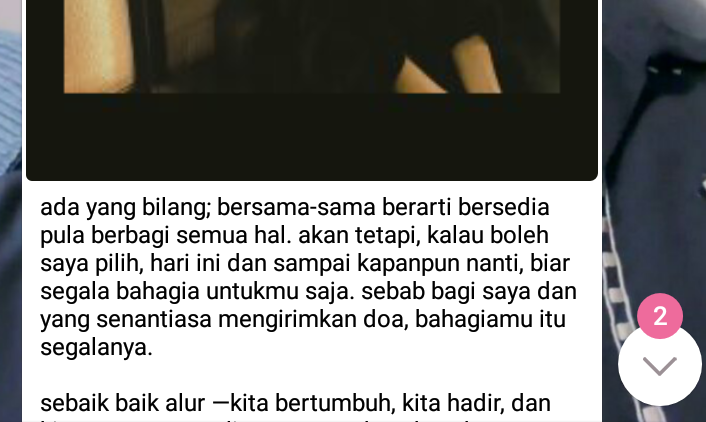 ada yang bilang; bersama-sama berarti bersedia
pula berbagi semua hal. akan tetapi, kalau boleh
saya pilih, hari ini dan sampai kapanpun nanti, biar
segala bahagia untukmu saja. sebab bagi saya dan
yang senantiasa mengirimkan doa, bahagiamu itu
segalanya.
sebaik baik alur —kita bertumbuh, kita hadir, dan
2